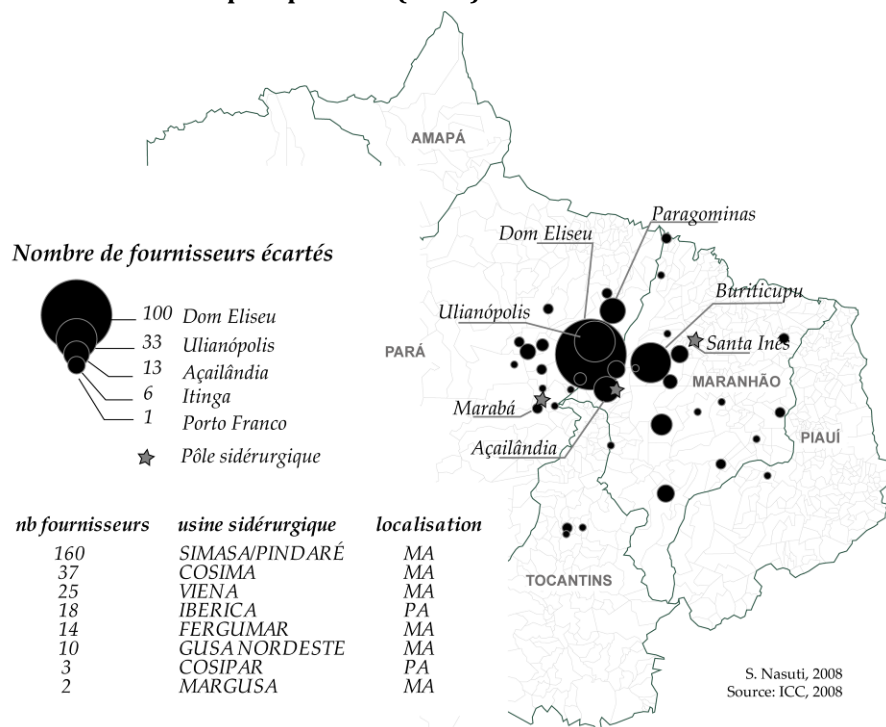 AMAPÁ
Paragominas
Dom Eliseu
Nombre de fournisseurs écartés
Buriticupu
Ulianópolis
100 Dom Eliseu
33 Ulianópolis
13 Açailândia
6 Itinga
1 Porto Franco
Pôle sidérurgique
PARÁ
Santa Inês
MARANHÃO
Marabá
PIAUÍ
Açailândia
nb fournisseurs usine sidérurgique localisation
160 SIMASA/PINDARÉ MA
37 COSIMA MA
25 VIENA MA
18 IBERICA PA
14 FERGUMAR MA
10 GUSA NORDESTE MA
3 COSIPAR PA
2 MARGUSA MA
TOCANTINS
S. Nasuti, 2008
Source: ICC, 2008